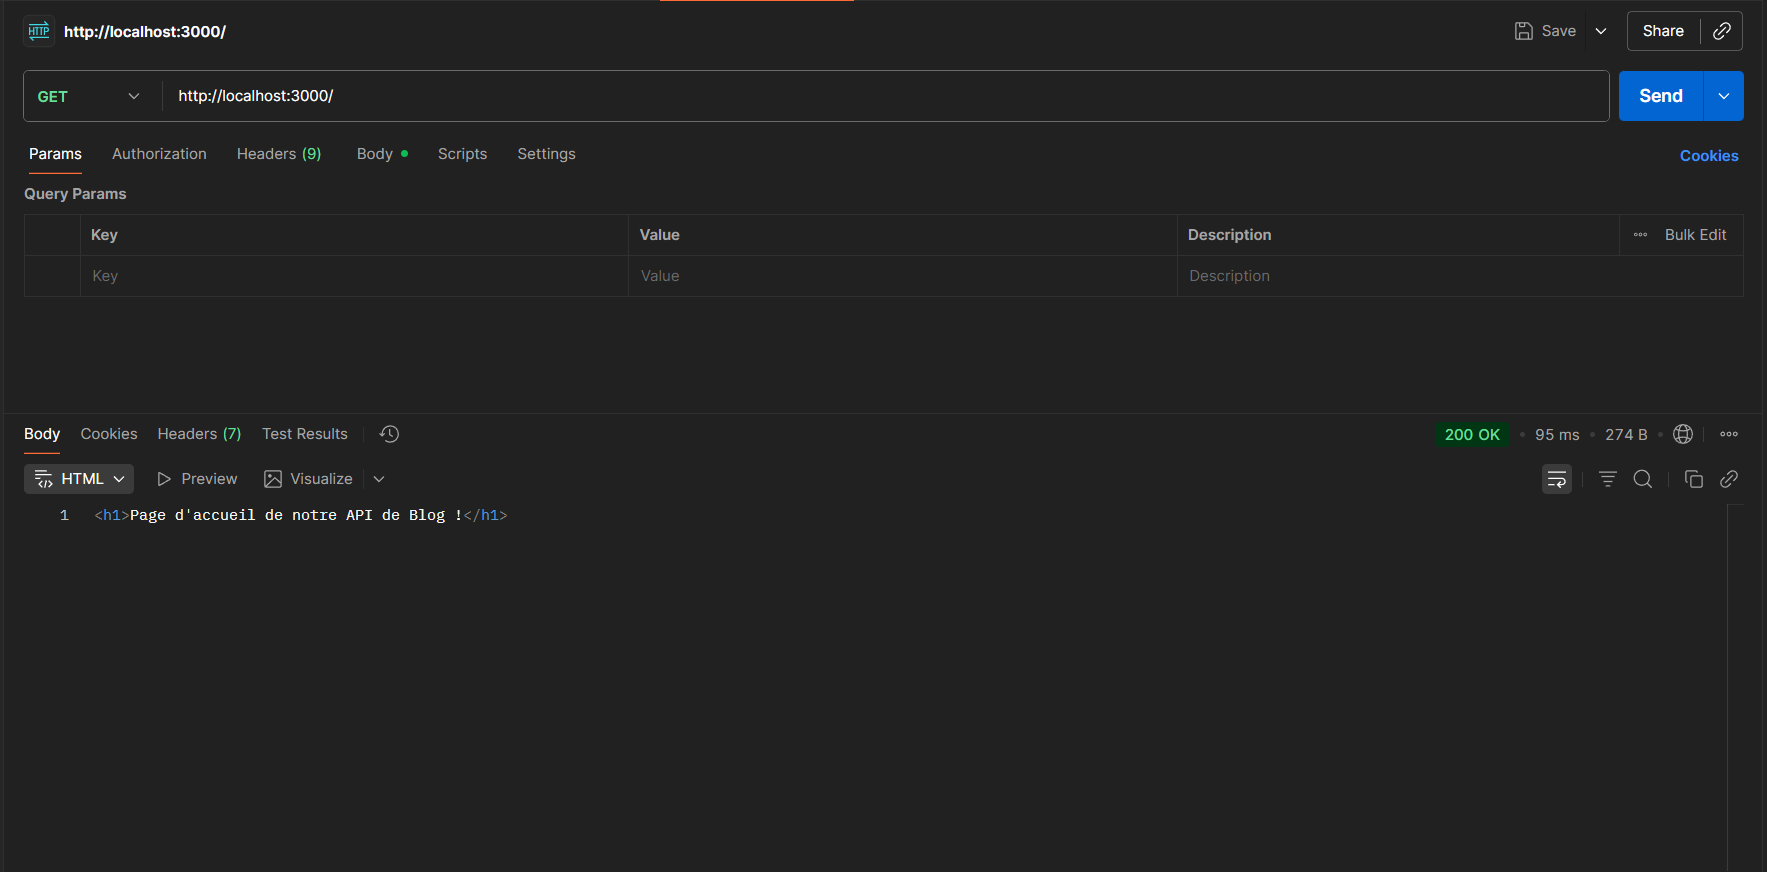 HTTP http://localhost:3000/ Save Share
GET http://localhost:3000/ Send
Params Authorization Headers (9) Body Scripts Settings Cookies
Query Params
Key Value Description Bulk Edit
Key Value Description
Body Cookies Headers (7) Test Results 200 OK 95 ms 274 B
HTML Preview Visualize
1 <h1>Page d'accueil de notre API de Blog !</h1>